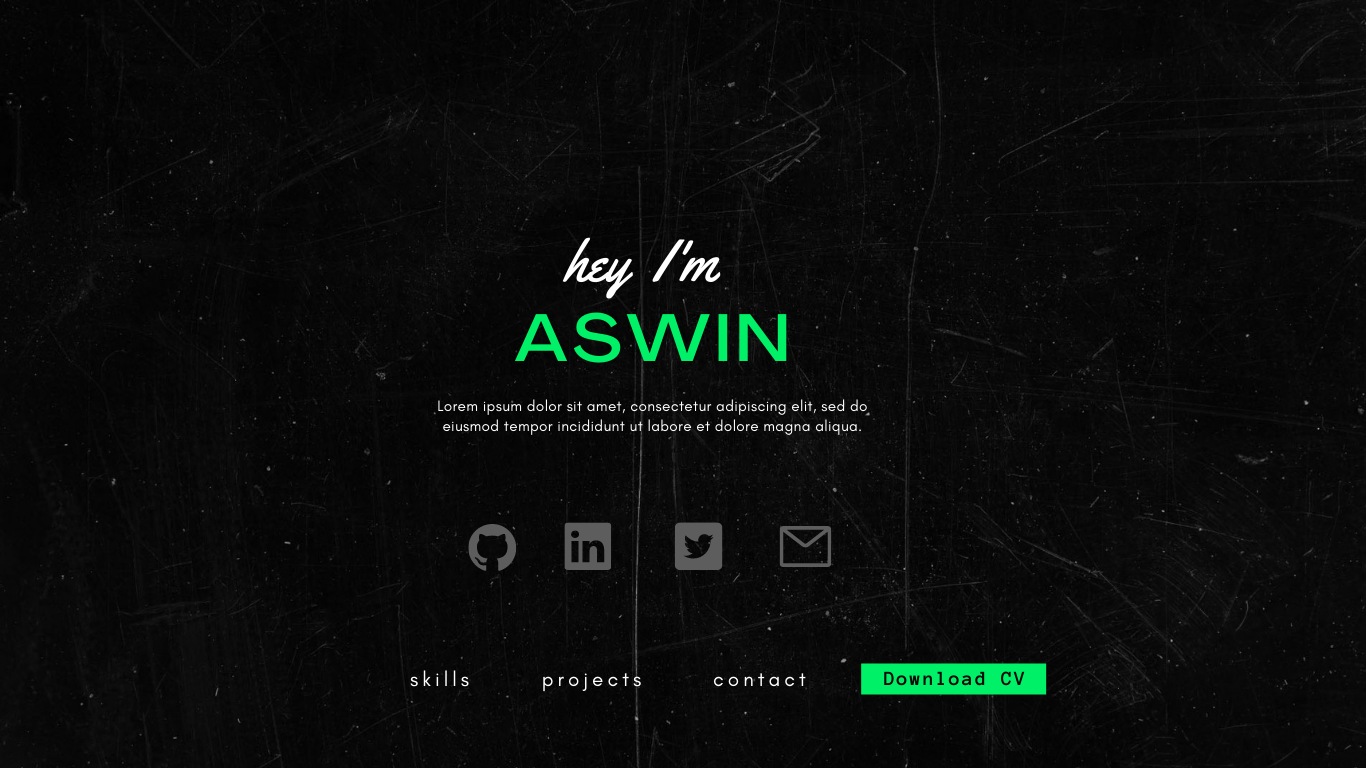 hey I'm
ASWIN
Lorem ipsum dolor sit amet, consectetur adipiscing elit, sed do
eiusmod tempor incididunt ut labore et dolore magna aliqua.
in
skills projects contact Download CV